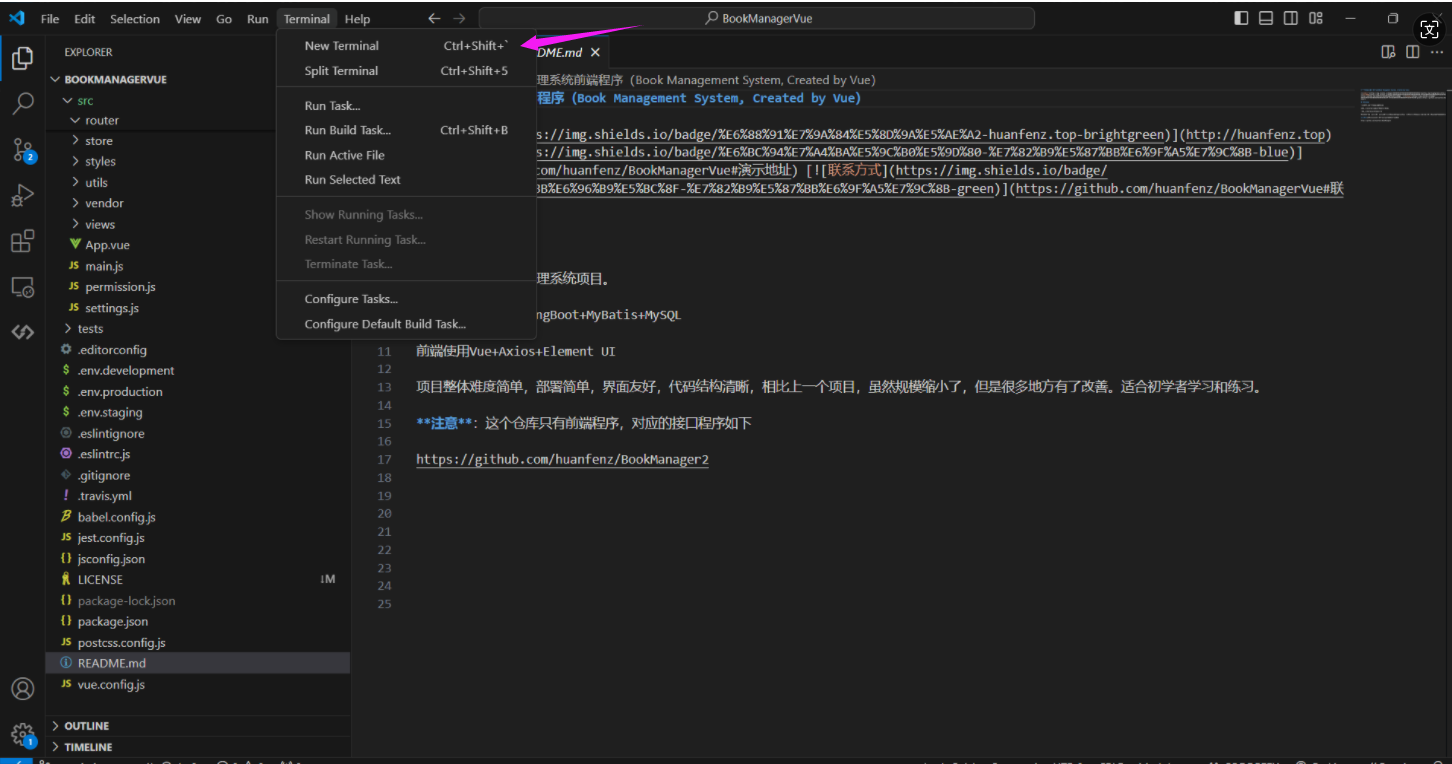 File Edit Selection View Go Run Terminal Help
BookManagerVue
EXPLORER
BOOKMANAGERVUE
src
router
store
styles
utils
vendor
views
App.vue
JS main.js
JS permission.js
JS settings.js
tests
.editorconfig
$ .env.development
$ .env.production
$ .env.staging
.eslintignore
.eslintrc.js
.gitignore
! .travis.yml
babel.config.js
JS jest.config.js
{} jsconfig.json
LICENSE ↓M
{} package-lock.json
{} package.json
JS postcss.config.js
README.md
JS vue.config.js
OUTLINE
TIMELINE
2
1
New Terminal Ctrl+Shift+`
Split Terminal Ctrl+Shift+5
Run Task...
Run Build Task... Ctrl+Shift+B
Run Active File
Run Selected Text
Show Running Tasks...
Restart Running Task...
Terminate Task...
Configure Tasks...
Configure Default Build Task...
DME.md
理系统前端程序（Book Management System, Created by Vue）
程序 (Book Management System, Created by Vue)
s://img.shields.io/badge/%E6%88%91%E7%9A%84%E5%8D%9A%E5%AE%A2-huanfenz.top-brightgreen)](http://huanfenz.top)
s://img.shields.io/badge/%E6%BC%94%E7%A4%BA%E5%9C%B0%E5%9D%80-%E7%82%B9%E5%87%BB%E6%9F%A5%E7%9C%8B-blue)]
com/huanfenz/BookManagerVue#演示地址) [![联系方式](https://img.shields.io/badge/
BB%E6%96%B9%E5%BC%8F-%E7%82%B9%E5%87%BB%E6%9F%A5%E7%9C%8B-green)](https://github.com/huanfenz/BookManagerVue#联
理系统项目。
ngBoot+MyBatis+MySQL
11 前端使用Vue+Axios+Element UI
12
13 项目整体难度简单，部署简单，界面友好，代码结构清晰，相比上一个项目，虽然规模缩小了，但是很多地方有了改善。适合初学者学习和练习。
14
15 **注意**：这个仓库只有前端程序，对应的接口程序如下
16
17 https://github.com/huanfenz/BookManager2
18
19
20
21
22
23
24
25